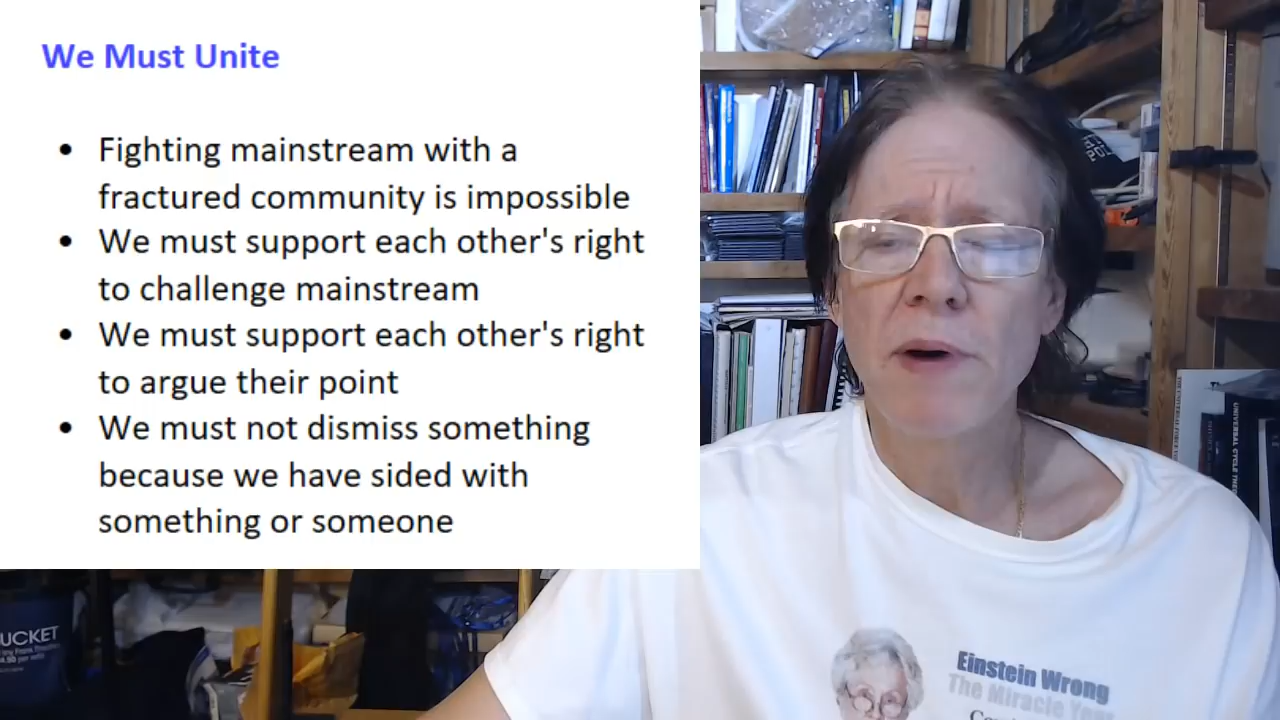 We Must Unite
• Fighting mainstream with a
fractured community is impossible
• We must support each other's right
to challenge mainstream
• We must support each other's right
to argue their point
• We must not dismiss something
because we have sided with
something or someone
UCKET
Einstein Wrong
The Miracle
UNIVERSAL CYCLE